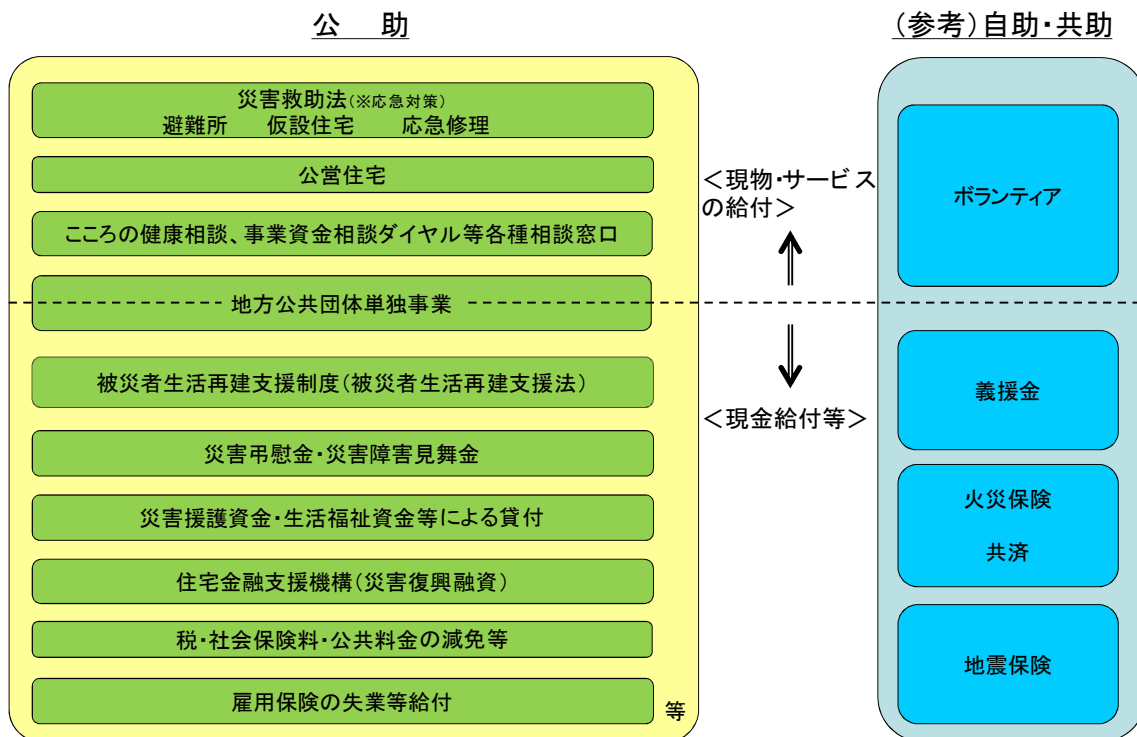 公　助
災害救助法(※応急対策)
避難所　仮設住宅　応急修理
公営住宅
こころの健康相談、事業資金相談ダイヤル等各種相談窓口
地方公共団体単独事業
被災者生活再建支援制度(被災者生活再建支援法)
災害弔慰金・災害障害見舞金
災害援護資金・生活福祉資金等による貸付
住宅金融支援機構(災害復興融資)
税・社会保険料・公共料金の減免等
雇用保険の失業等給付
等
＜現物・サービス
の給付＞
＜現金給付等＞
(参考)自助・共助
ボランティア
義援金
火災保険
共済
地震保険